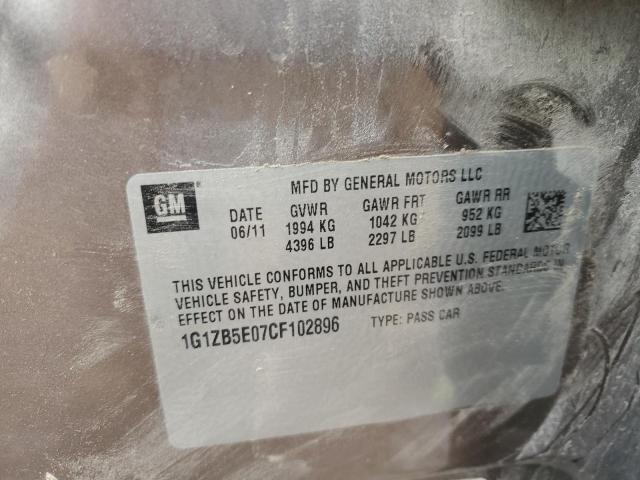 MFD BY GENERAL MOTORS LLC
GM
DATE GVWR GAWR FRT GAWR RR
06/11 1994 KG 1042 KG 952 KG
4396 LB 2297 LB 2099 LB
THIS VEHICLE CONFORMS TO ALL APPLICABLE U.S. FEDERAL MOTOR
VEHICLE SAFETY, BUMPER, AND THEFT PREVENTION STANDARDS IN
EFFECT ON THE DATE OF MANUFACTURE SHOWN ABOVE.
1G1ZB5E07CF102896 TYPE: PASS CAR